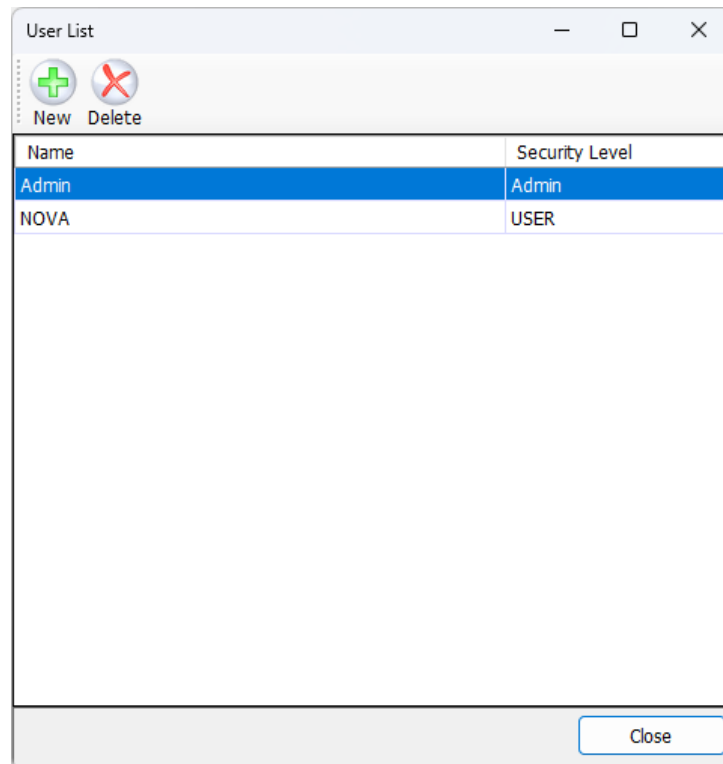 User List
New Delete
Name Security Level
Admin Admin
NOVA USER
Close